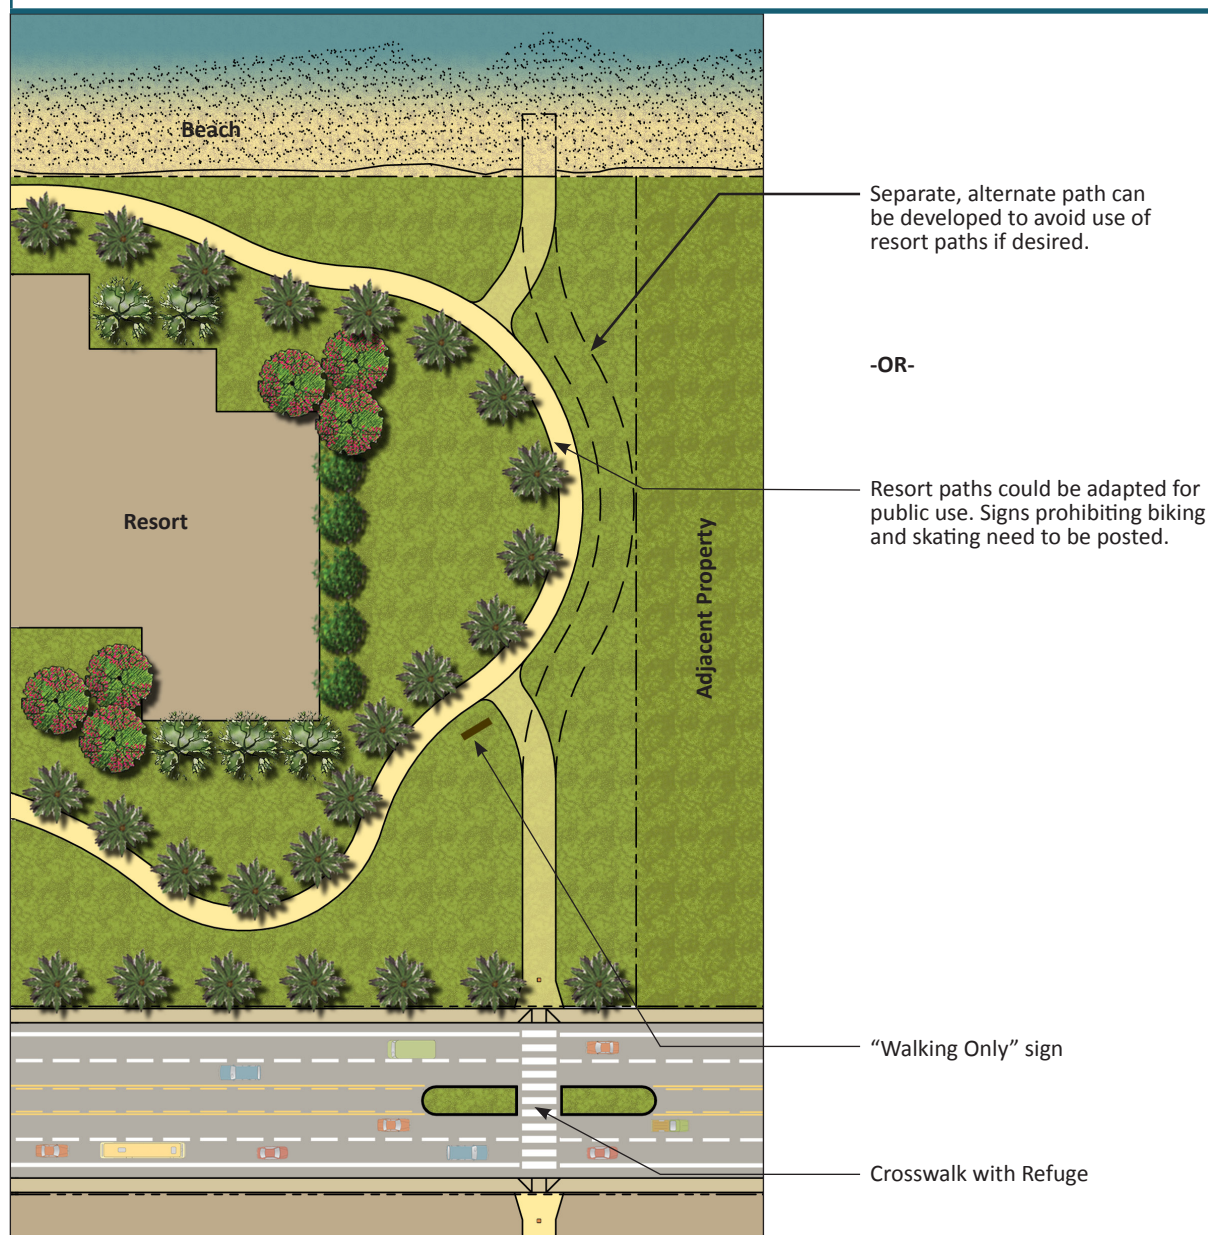 Beach
Separate, alternate path can
be developed to avoid use of
resort paths if desired.
-OR-
Resort paths could be adapted for
public use. Signs prohibiting biking
and skating need to be posted.
Resort
Adjacent Property
“Walking Only” sign
Crosswalk with Refuge